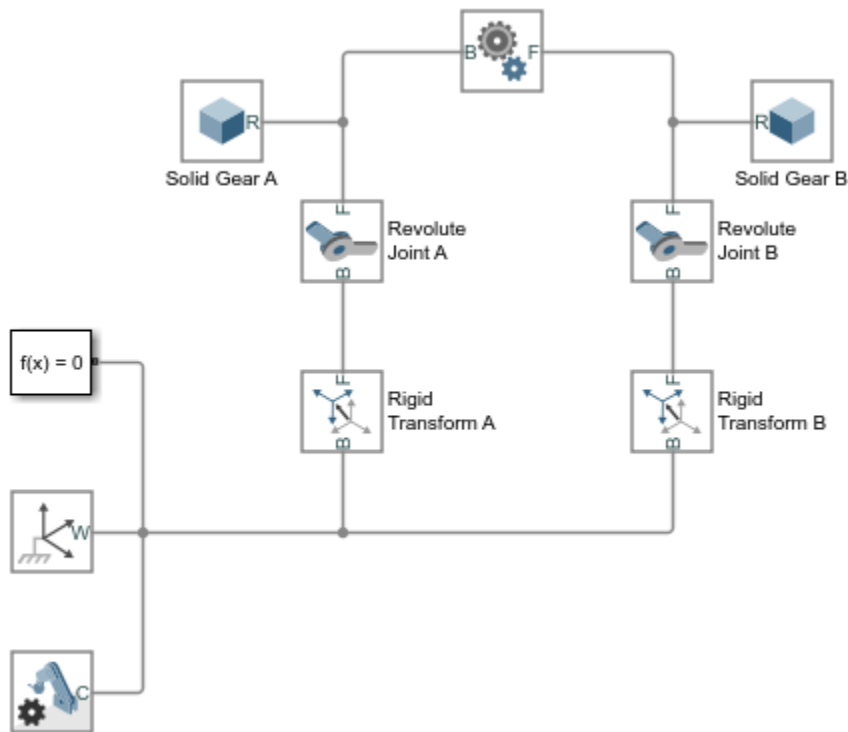 B
F
R
R
Solid Gear A
Solid Gear B
F
F
Revolute
Joint A
Revolute
Joint B
B
B
f(x) = 0
F
F
Rigid
Transform A
Rigid
Transform B
B
B
W
C